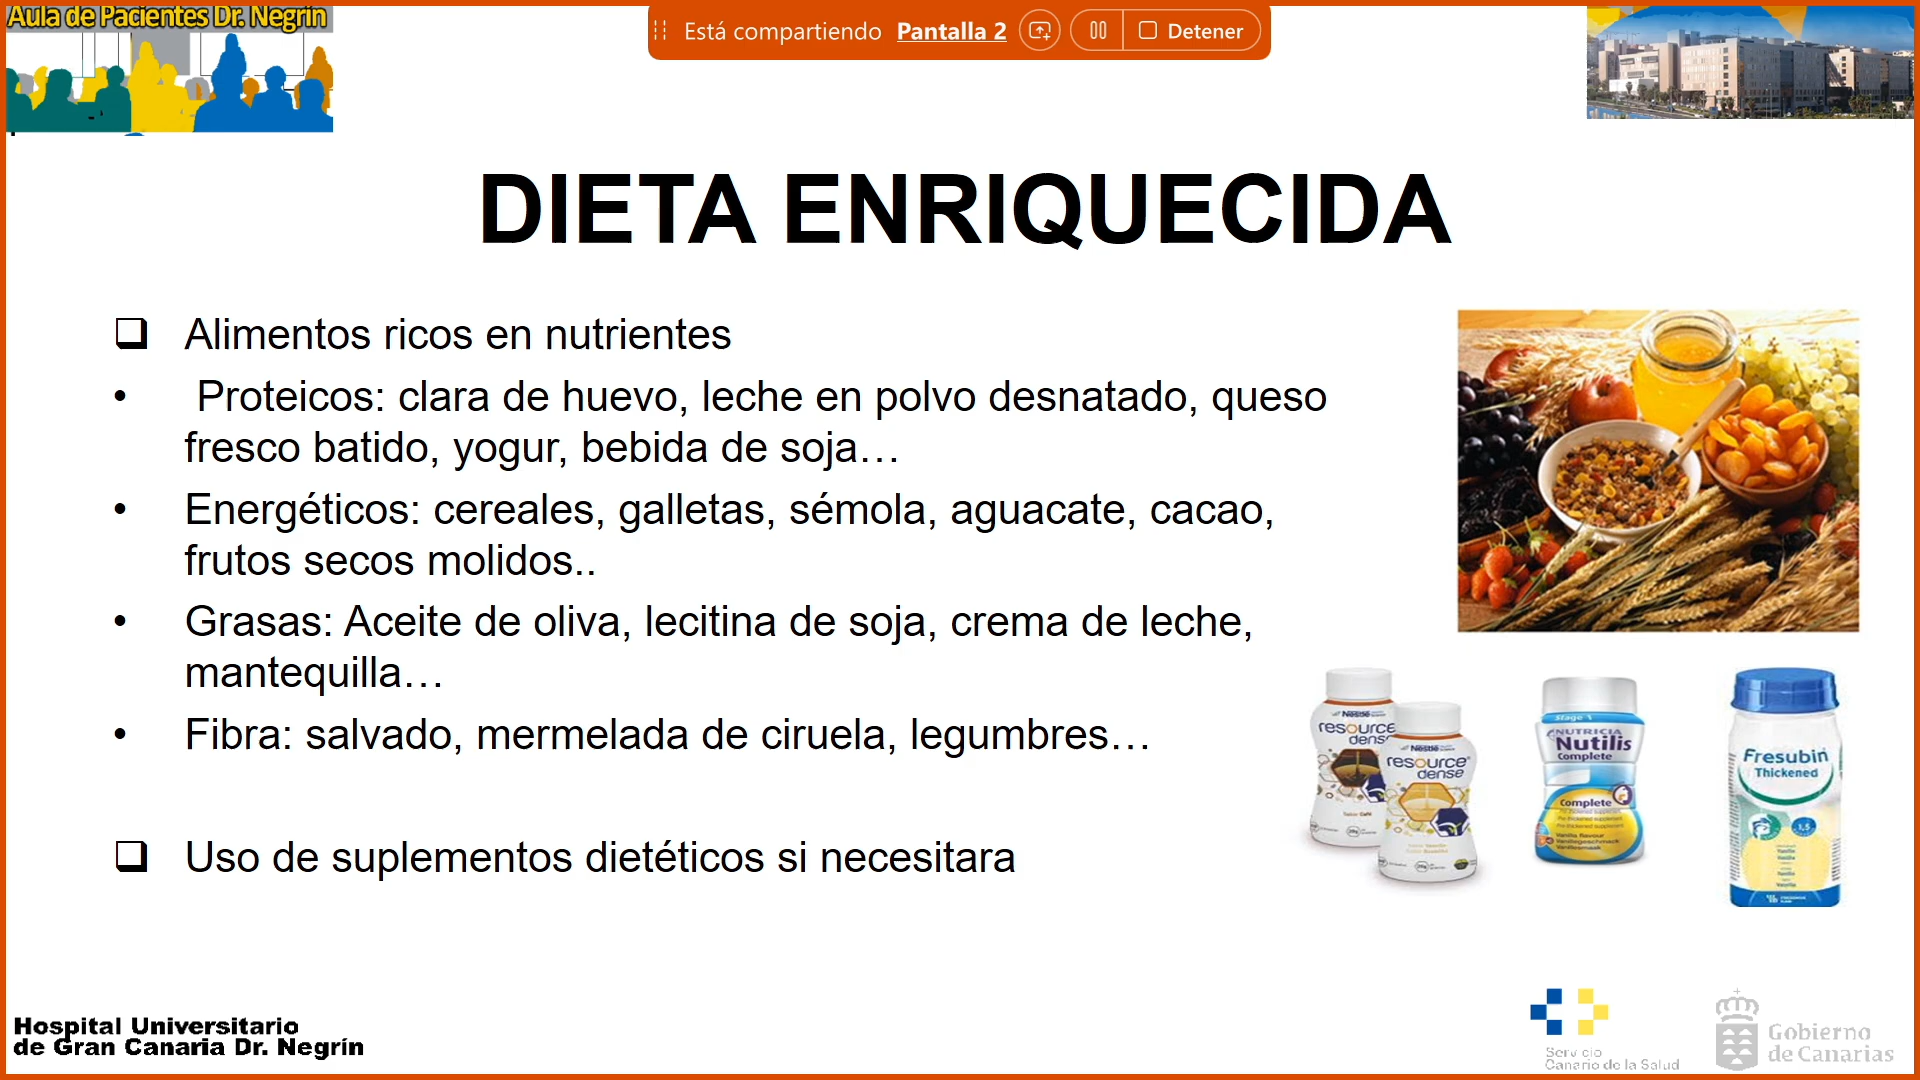 Aula de Pacientes Dr. Negrín
Está compartiendo Pantalla 2
Detener
DIETA ENRIQUECIDA
❑ Alimentos ricos en nutrientes
• Proteicos: clara de huevo, leche en polvo desnatado, queso
fresco batido, yogur, bebida de soja…
• Energéticos: cereales, galletas, sémola, aguacate, cacao,
frutos secos molidos..
• Grasas: Aceite de oliva, lecitina de soja, crema de leche,
mantequilla…
• Fibra: salvado, mermelada de ciruela, legumbres…
❑ Uso de suplementos dietéticos si necesitara
Nestlé
resource
dense
Nestlé
resource
dense
Stage 1
NUTRICIA
Nutilis
Complete
Complete
Vanilla flavour
Fresubin
Thickened
1,5
Hospital Universitario
de Gran Canaria Dr. Negrín
Servicio
Canario de la Salud
Gobierno
de Canarias